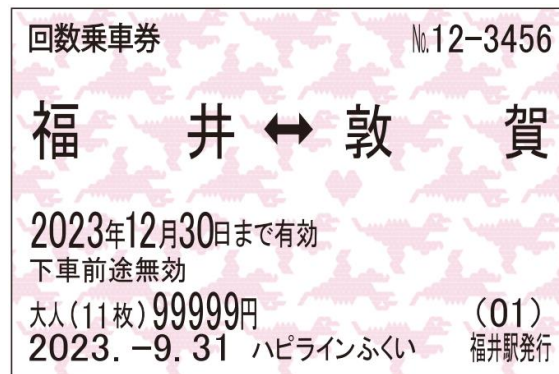 回数乗車券 №12-3456
福井↔敦賀
2023年12月30日まで有効
下車前途無効
大人(11枚)99999円 (01)
2023.-9.31 ハピラインふくい 福井駅発行